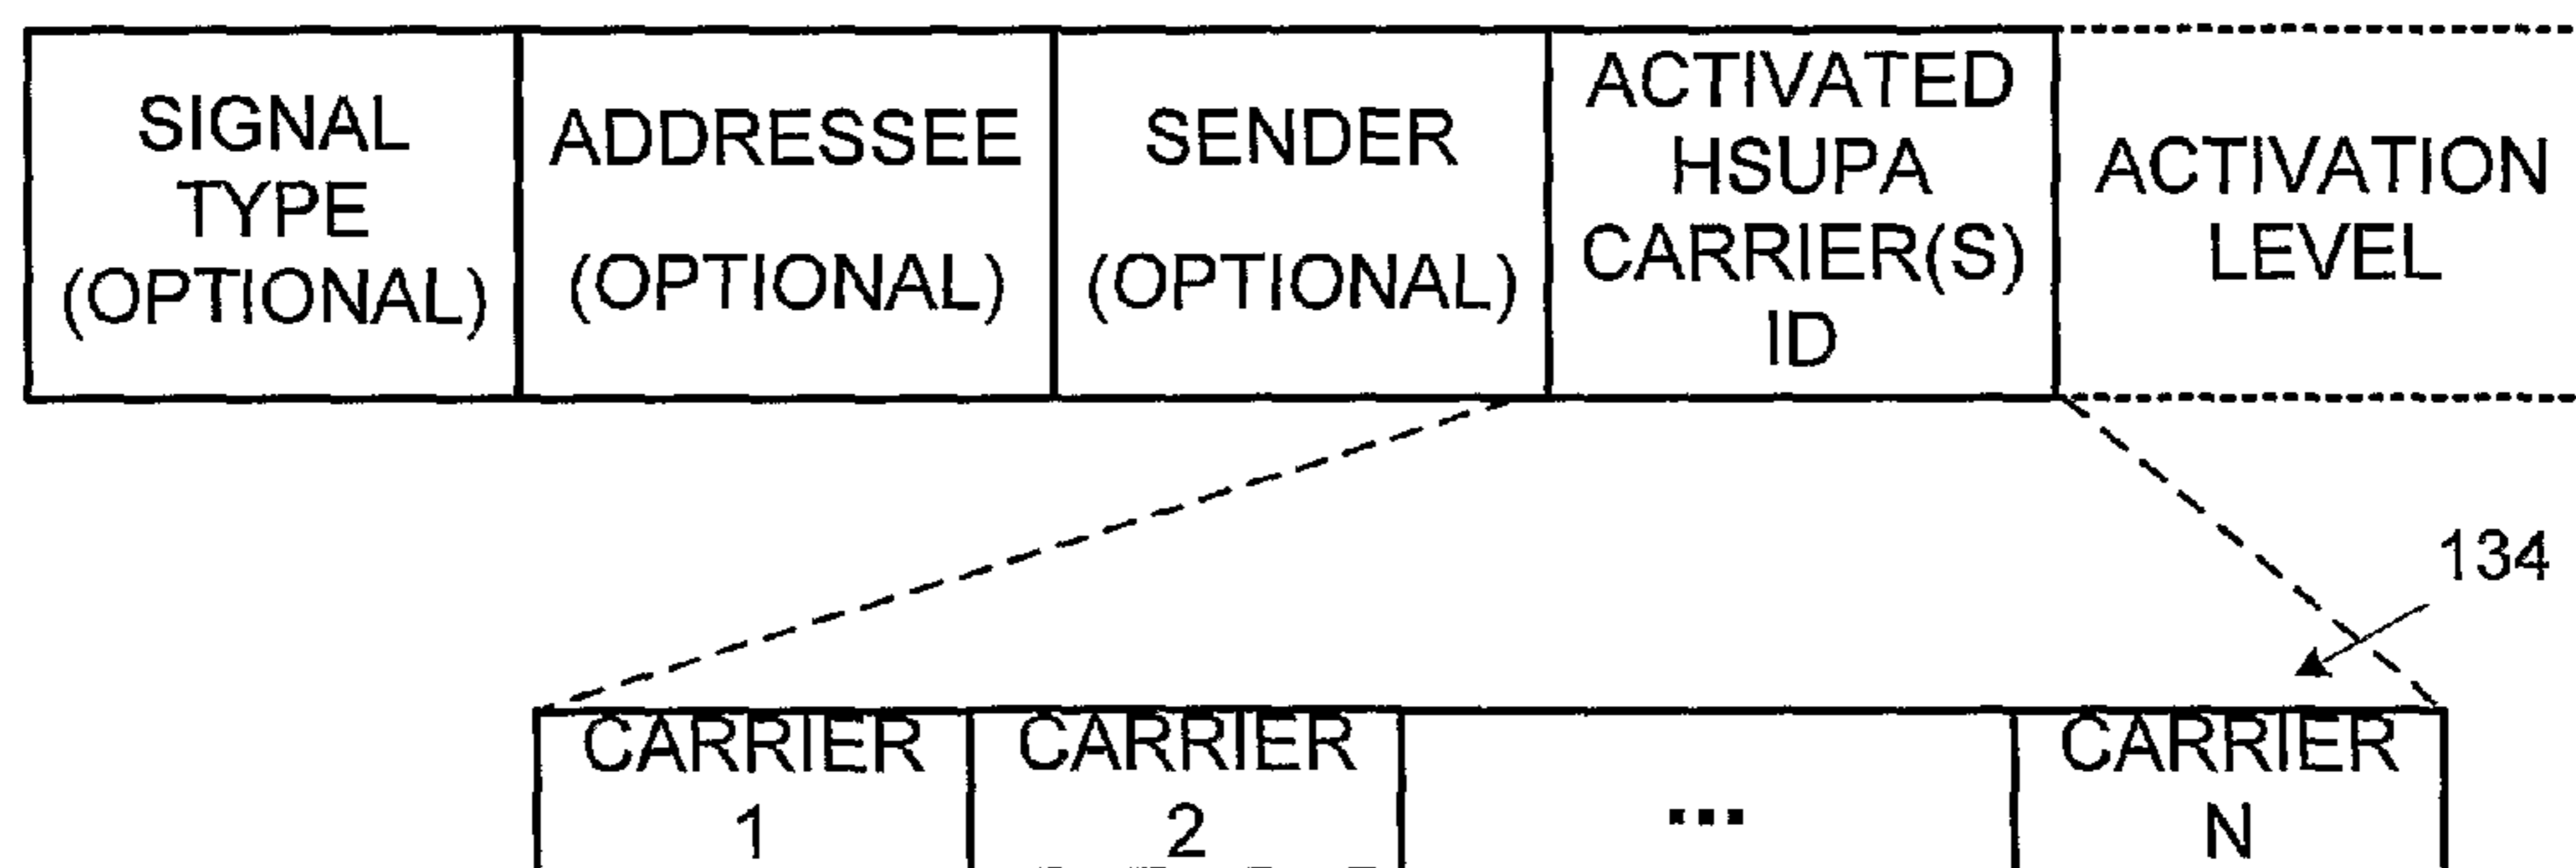 SIGNAL
TYPE
(OPTIONAL)
ADDRESSEE
(OPTIONAL)
SENDER
(OPTIONAL)
ACTIVATED
HSUPA
CARRIER(S)
ID
ACTIVATION
LEVEL
134
CARRIER
1
CARRIER
2
...
CARRIER
N